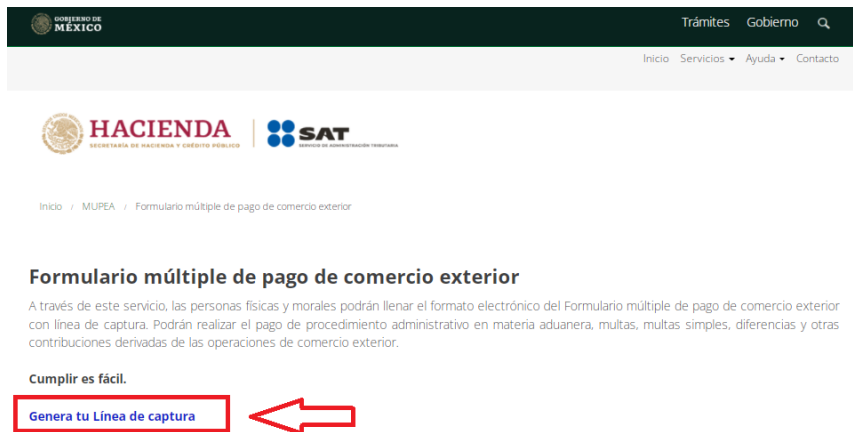 GOBIERNO DE
MÉXICO
Trámites Gobierno
Inicio Servicios Ayuda Contacto
HACIENDA
SECRETARÍA DE HACIENDA Y CRÉDITO PÚBLICO
SAT
SERVICIO DE ADMINISTRACIÓN TRIBUTARIA
Inicio / MUPEA / Formulario múltiple de pago de comercio exterior
Formulario múltiple de pago de comercio exterior
A través de este servicio, las personas físicas y morales podrán llenar el formato electrónico del Formulario múltiple de pago de comercio exterior
con línea de captura. Podrán realizar el pago de procedimiento administrativo en materia aduanera, multas, multas simples, diferencias y otras
contribuciones derivadas de las operaciones de comercio exterior.
Cumplir es fácil.
Genera tu Línea de captura